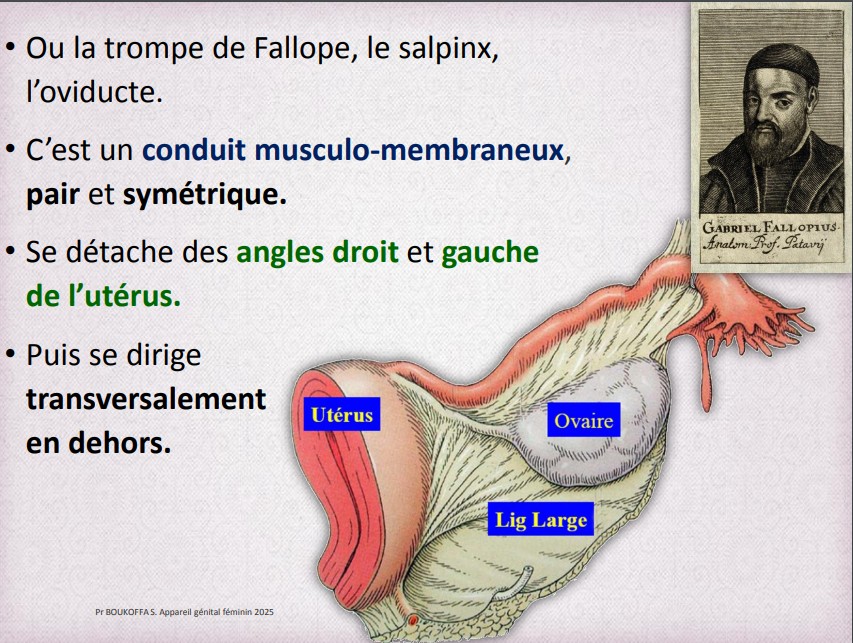 • Ou la trompe de Fallope, le salpinx,
l’oviducte.
• C’est un conduit musculo-membraneux,
pair et symétrique.
• Se détache des angles droit et gauche
de l’utérus.
• Puis se dirige
transversalement
en dehors.
GABRIEL FALLOPIUS.
Anatom. Prof. Patavij
Utérus
Ovaire
Lig Large
Pr BOUKOFFA S. Appareil génital féminin 2025